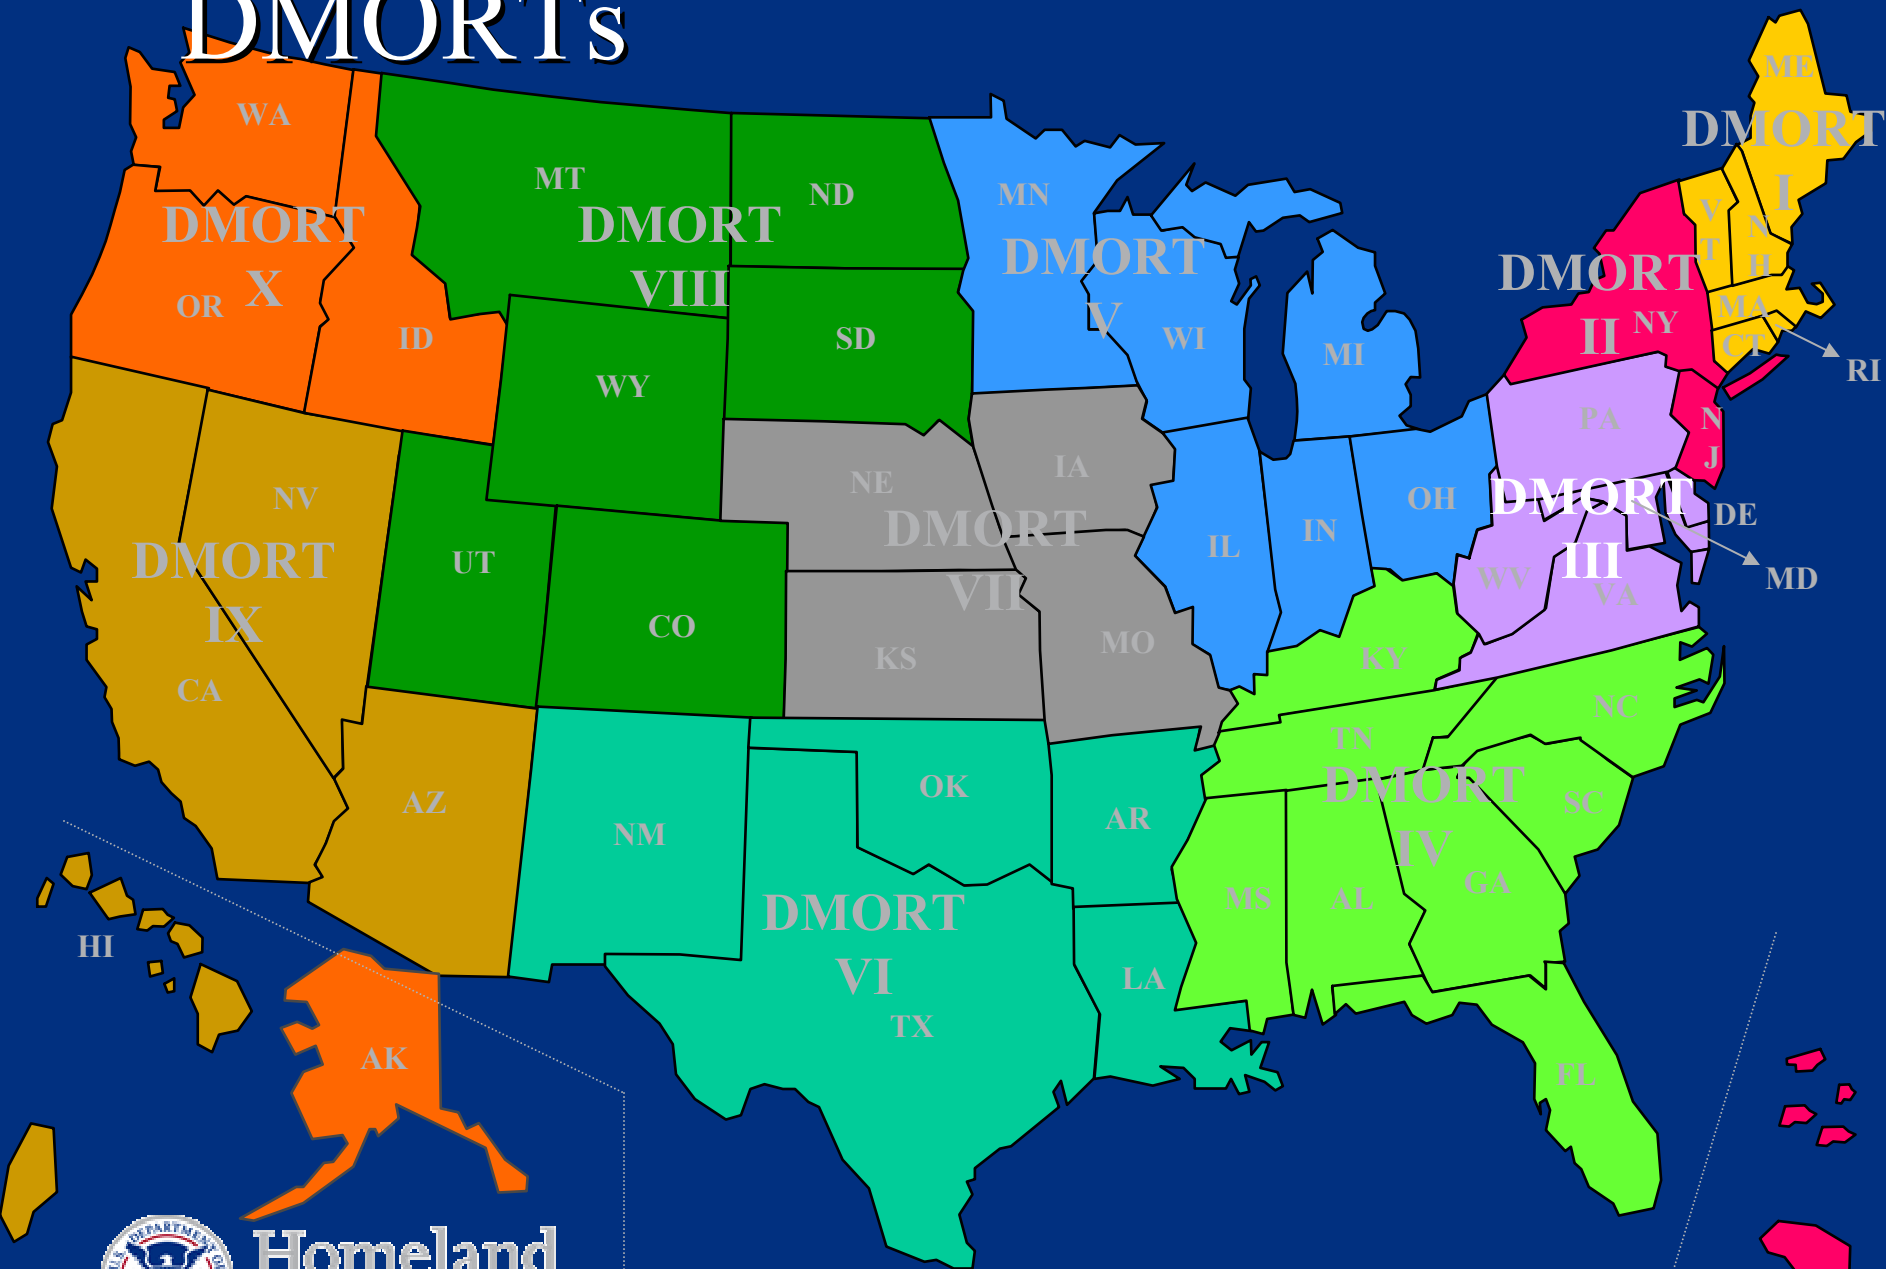 DMORTs
WA
OR
ID
DMORT
X
MT
ND
SD
WY
UT
CO
DMORT
VIII
MN
WI
MI
IL
IN
OH
DMORT
V
ME
DMORT
I
V
T
N
H
MA
CT
RI
DMORT
II
NY
N
J
PA
DMORT
III
DE
MD
WV
VA
NE
IA
KS
MO
DMORT
VII
NV
CA
AZ
DMORT
IX
HI
AK
NM
OK
AR
LA
TX
DMORT
VI
KY
TN
NC
SC
MS
AL
GA
FL
DMORT
IV
U.S. DEPARTMENT OF
Homeland